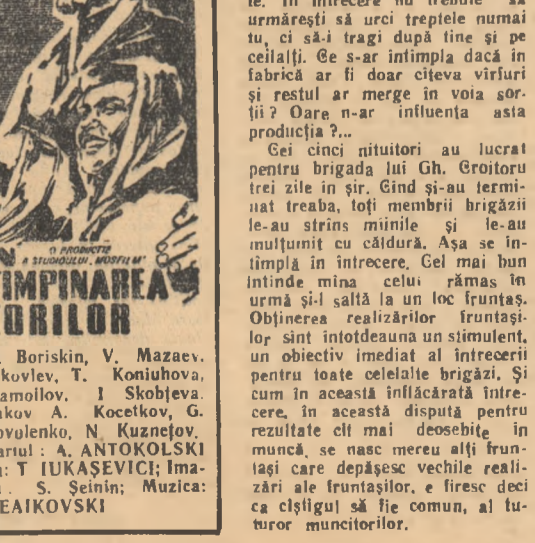 O PRODUCȚIE
A STUDIOULUI „MOSFILM"
TIMPINAREA
ORILOR
Boriskin, V. Mazaev.
kovlev, T. Koniuhova,
amoilov, I Skobțeva.
akov A. Kocetkov, G.
ovolenko, N. Kuznețov.
ariul : A. ANTOKOLSKI
a: T IUKAȘEVICI; Ima-
S. Șeinin; Muzica:
EAIKOVSKI
te. În întrecere nu trebuie să
urmărești să urci treptele numai
tu, ci să-i tragi după tine și pe
ceilalți. Ce s-ar intimpla dacă în
fabrică ar fi doar cîteva vîrfuri
și restul ar merge în voia sor-
ții ? Oare n-ar influența asta
producția ?...
Cei cinci nituitori au lucrat
pentru brigada lui Gh. Croitoru
trei zile in șir. Cînd și-au termi-
nat treaba, toți membrii brigăzii
le-au strîns mîinile și le-au
mulțumit cu căldură. Așa se în-
timplă în întrecere. Cel mai bun
întinde mîna celui rămas în
urmă și-l saltă la un loc fruntaș.
Obținerea realizărilor fruntași-
lor sînt întotdeauna un stimulent,
un obiectiv imediat al întrecerii
pentru toate celelalte brigăzi. Și
cum în această înflăcărată între-
cere, în această dispută pentru
rezultate cît mai deosebite în
muncă, se nasc mereu alți frun-
tași care depășesc vechile reali-
zări ale fruntașilor, e firesc deci
ca cîștigul să fie comun, al tu-
turor muncitorilor.